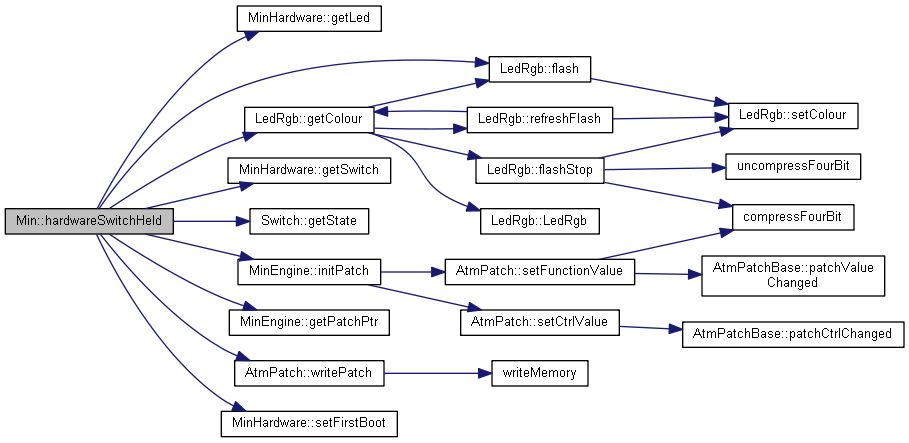 MinHardware::getLed
LedRgb::flash
LedRgb::getColour
LedRgb::refreshFlash
LedRgb::setColour
MinHardware::getSwitch
LedRgb::flashStop
uncompressFourBit
Min::hardwareSwitchHeld
Switch::getState
LedRgb::LedRgb
compressFourBit
MinEngine::initPatch
AtmPatch::setFunctionValue
AtmPatchBase::patchValue
Changed
MinEngine::getPatchPtr
AtmPatch::setCtrlValue
AtmPatchBase::patchCtrlChanged
AtmPatch::writePatch
writeMemory
MinHardware::setFirstBoot